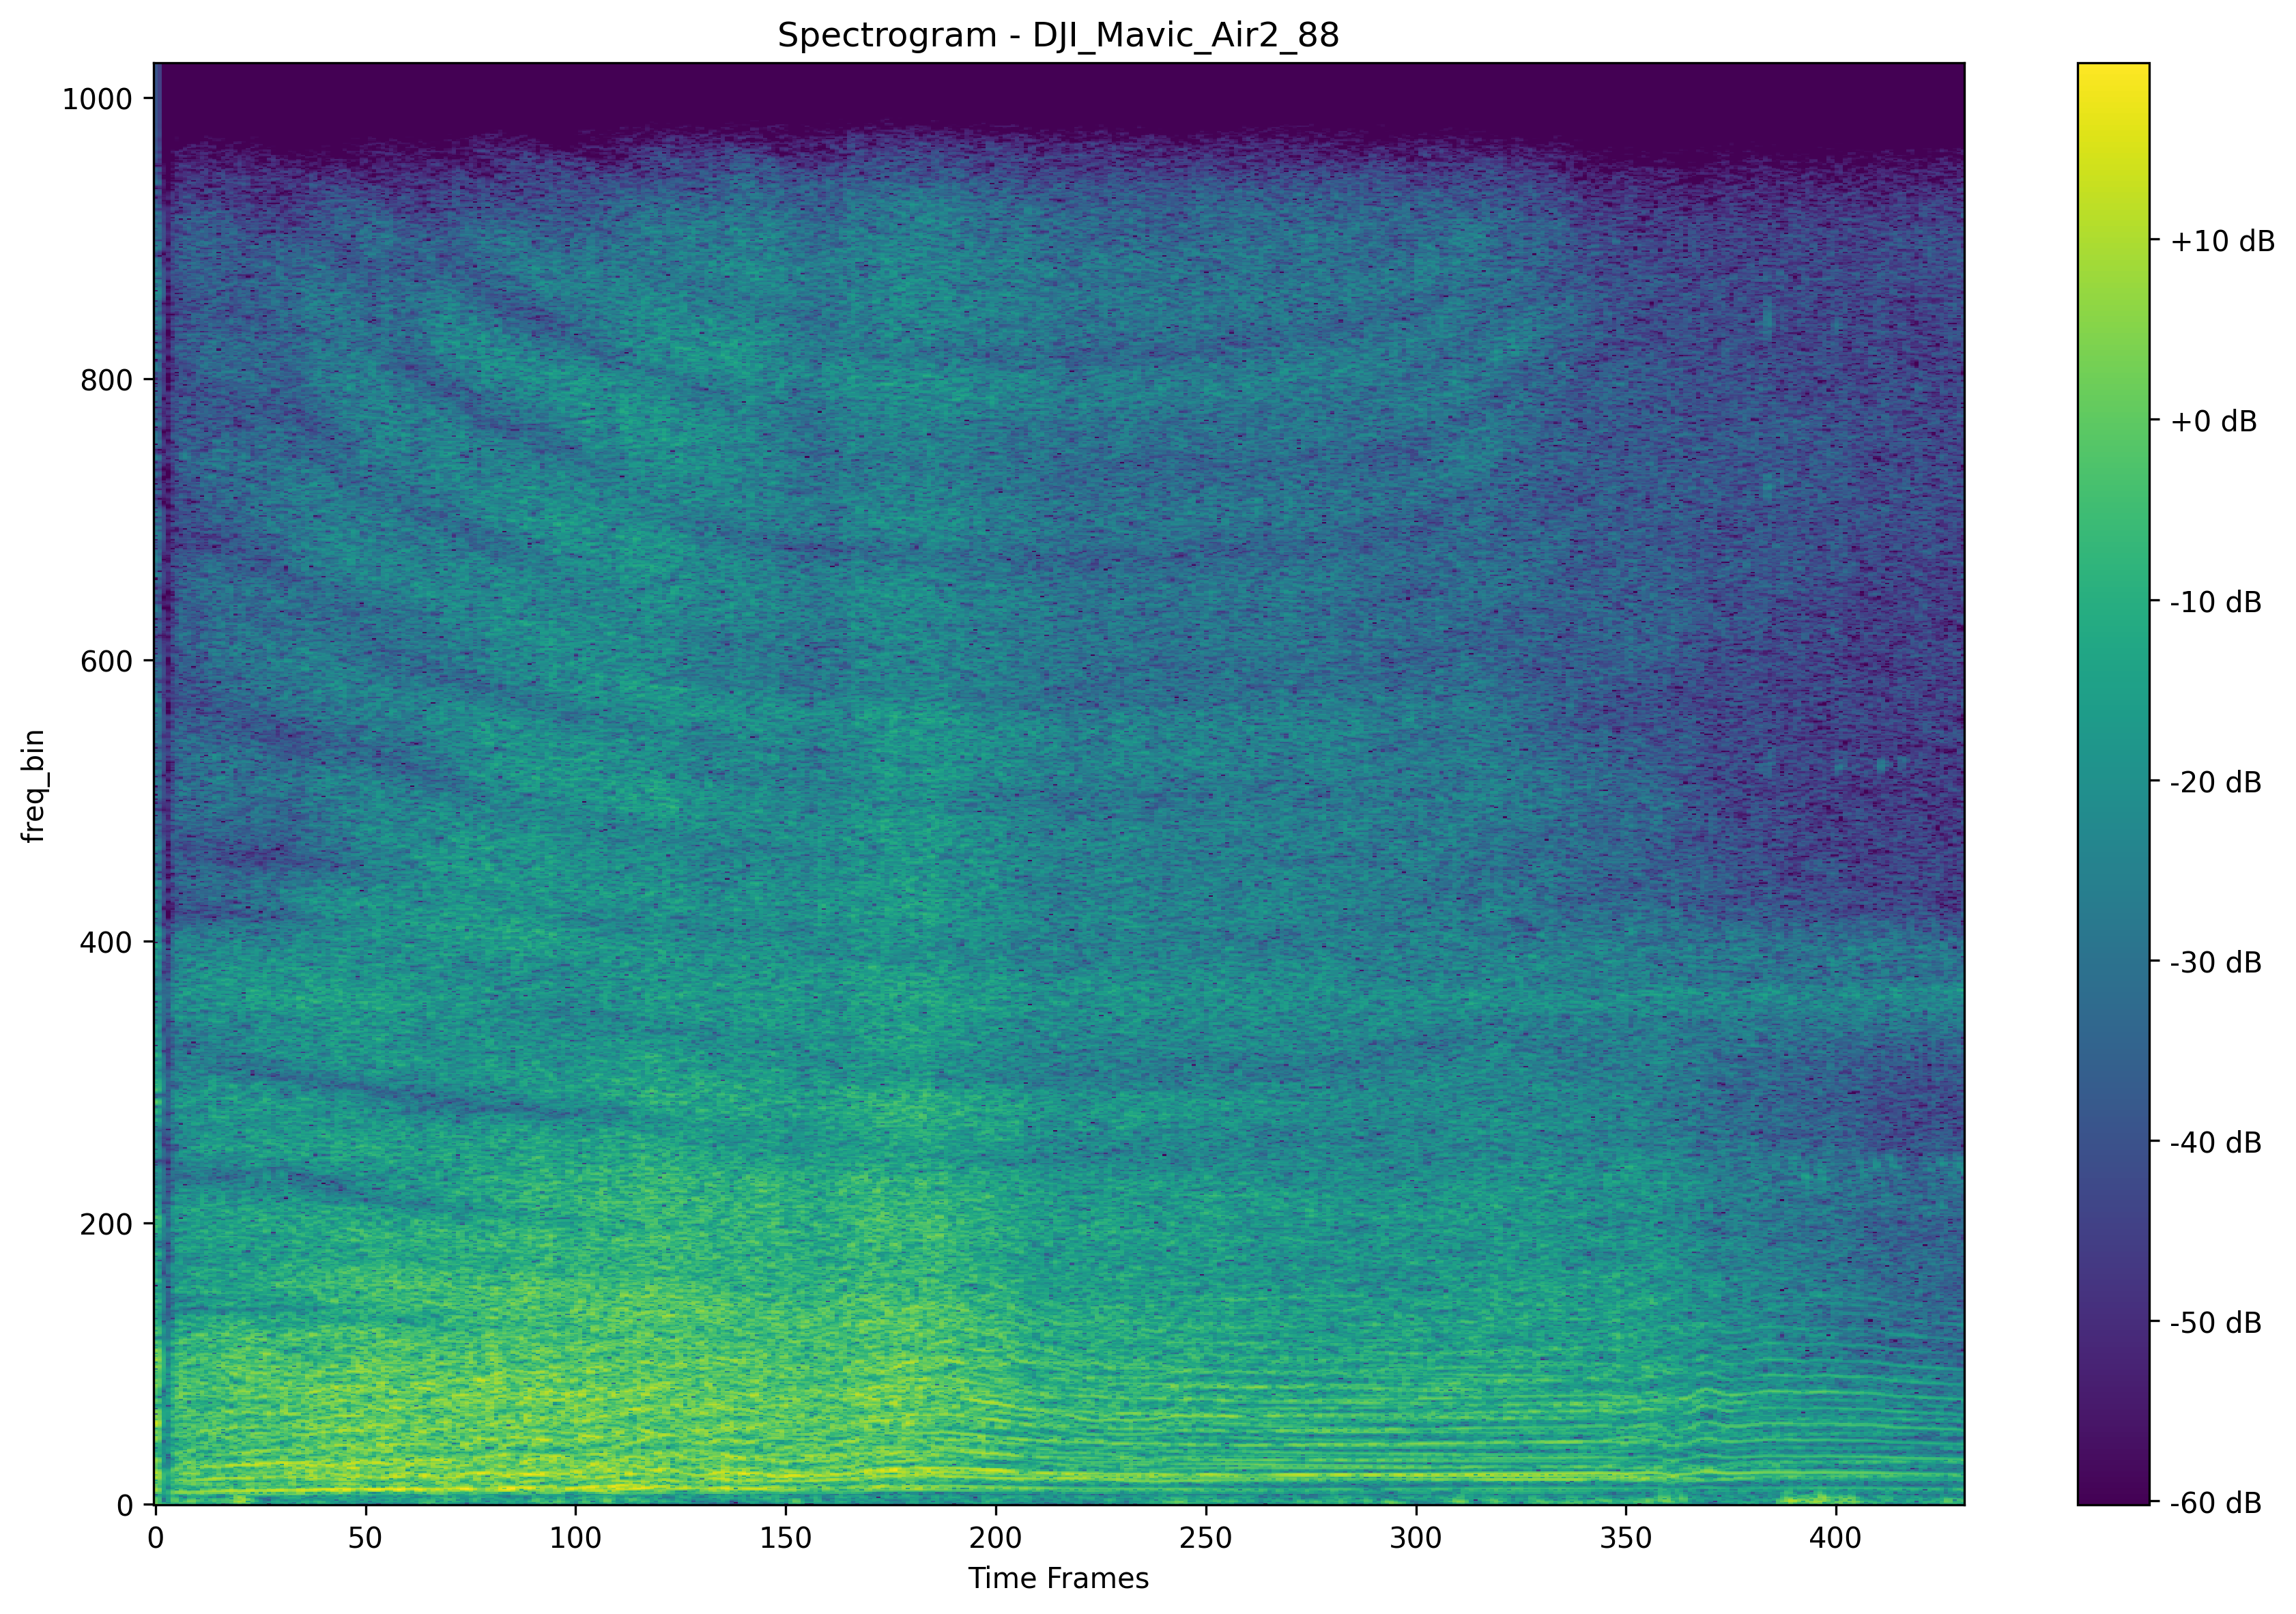 Spectrogram - DJI_Mavic_Air2_88
1000
800
600
400
200
0
freq_bin
0 50 100 150 200 250 300 350 400
Time Frames
+10 dB
+0 dB
-10 dB
-20 dB
-30 dB
-40 dB
-50 dB
-60 dB